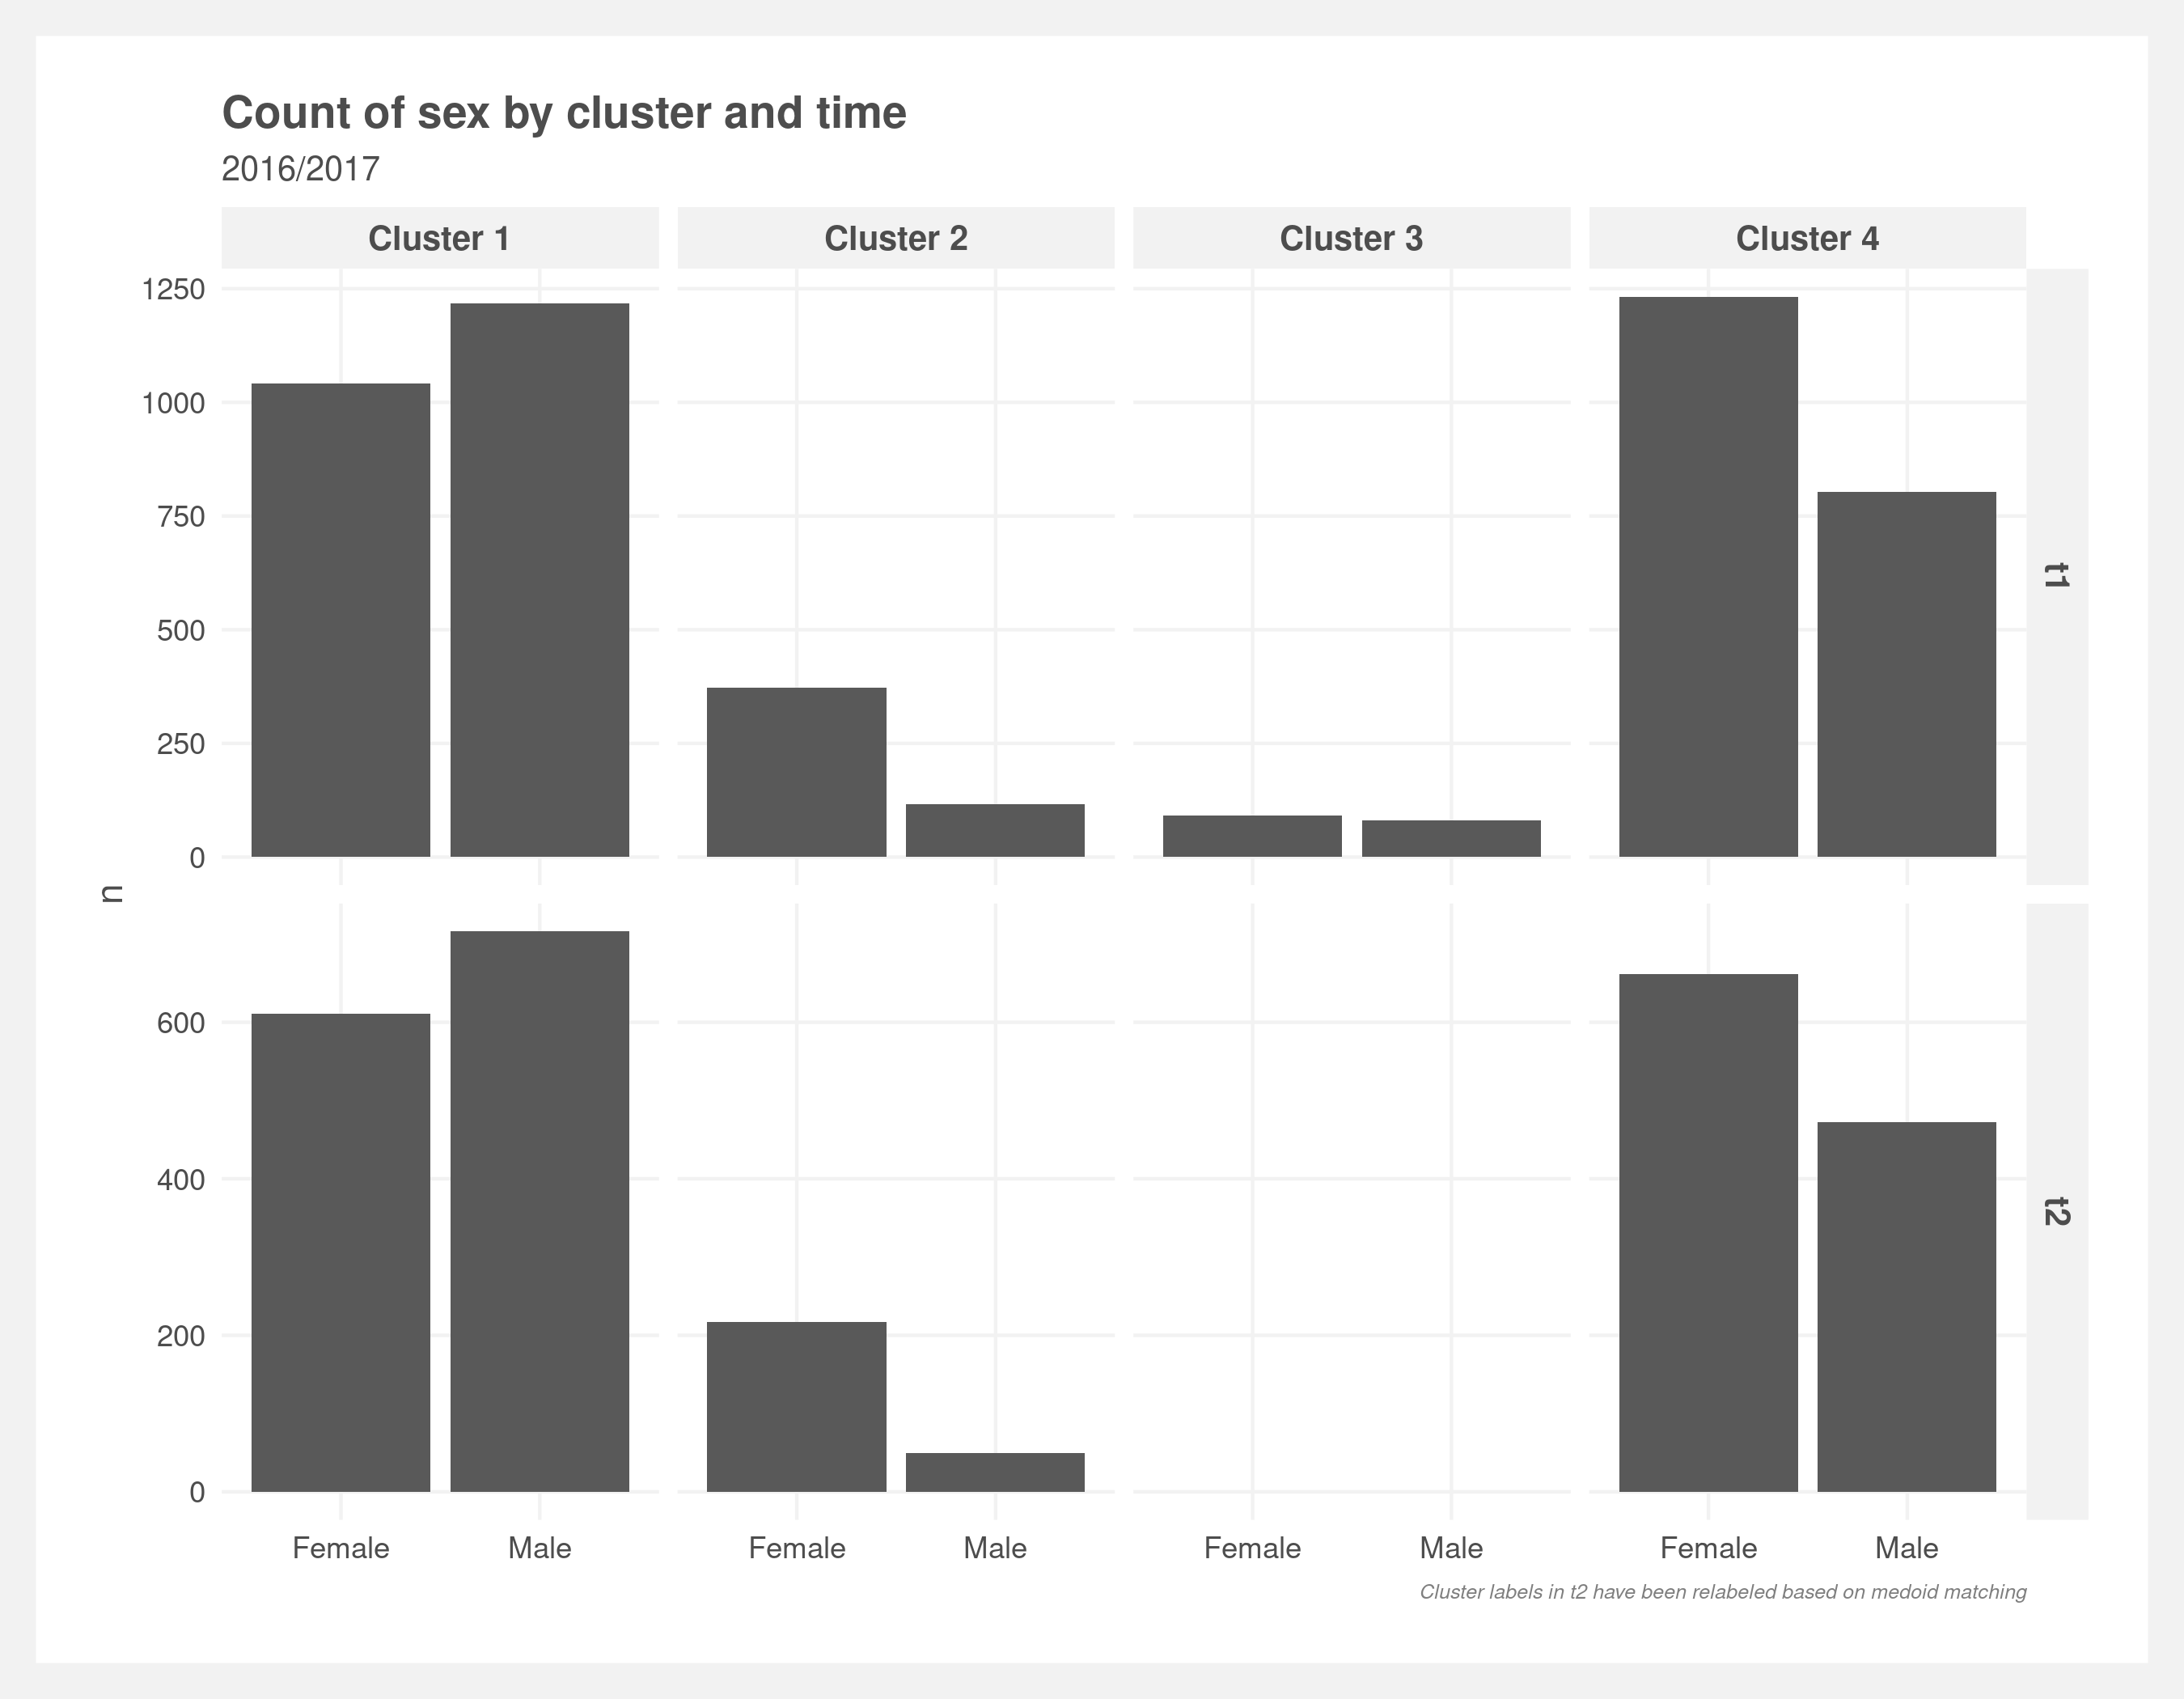 Count of sex by cluster and time
2016/2017
Cluster 1 Cluster 2 Cluster 3 Cluster 4
1250
1000
750
500
250
0
t1
n
600
400
200
0
t2
Female Male Female Male Female Male Female Male
Cluster labels in t2 have been relabeled based on medoid matching